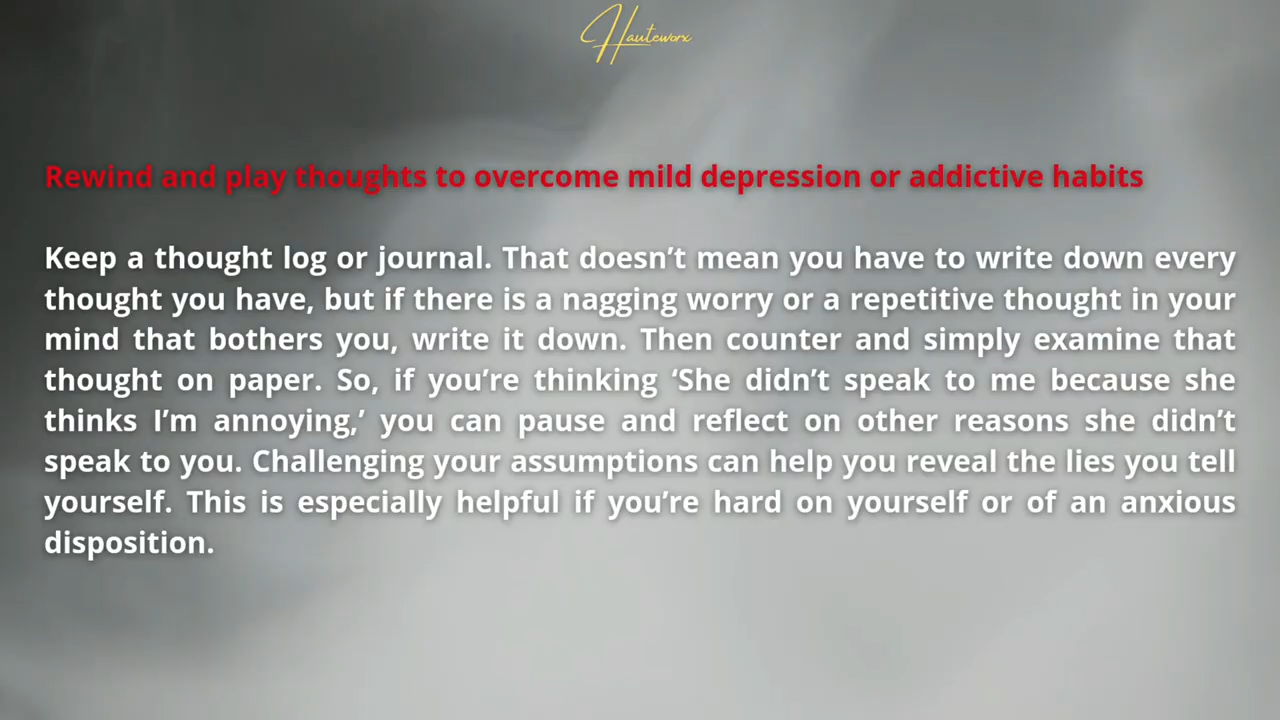 Hauteworx
Rewind and play thoughts to overcome mild depression or addictive habits
Keep a thought log or journal. That doesn’t mean you have to write down every
thought you have, but if there is a nagging worry or a repetitive thought in your
mind that bothers you, write it down. Then counter and simply examine that
thought on paper. So, if you’re thinking ‘She didn’t speak to me because she
thinks I’m annoying,’ you can pause and reflect on other reasons she didn’t
speak to you. Challenging your assumptions can help you reveal the lies you tell
yourself. This is especially helpful if you’re hard on yourself or of an anxious
disposition.